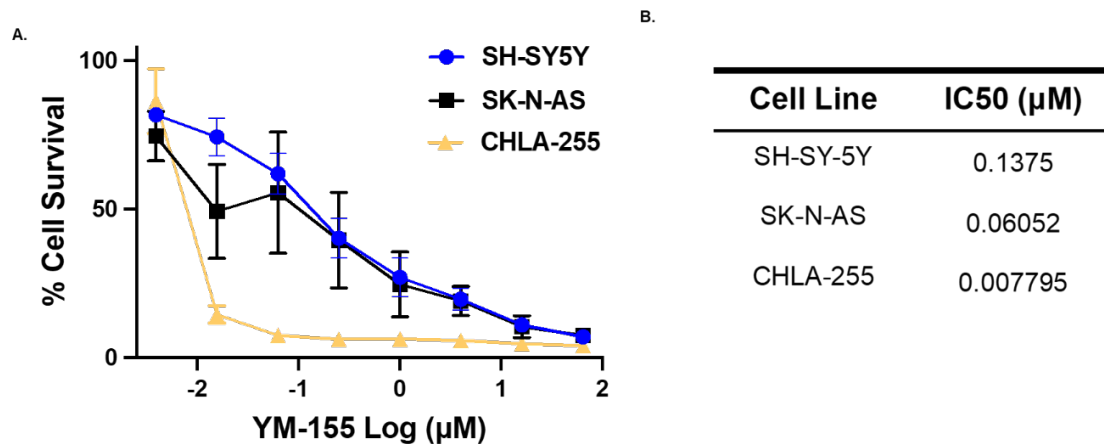 A.
100
50
0
% Cell Survival
-2 -1 0 1 2
YM-155 Log (µM)
SH-SY5Y
SK-N-AS
CHLA-255
B.
Cell Line IC50 (µM)
SH-SY-5Y 0.1375
SK-N-AS 0.06052
CHLA-255 0.007795